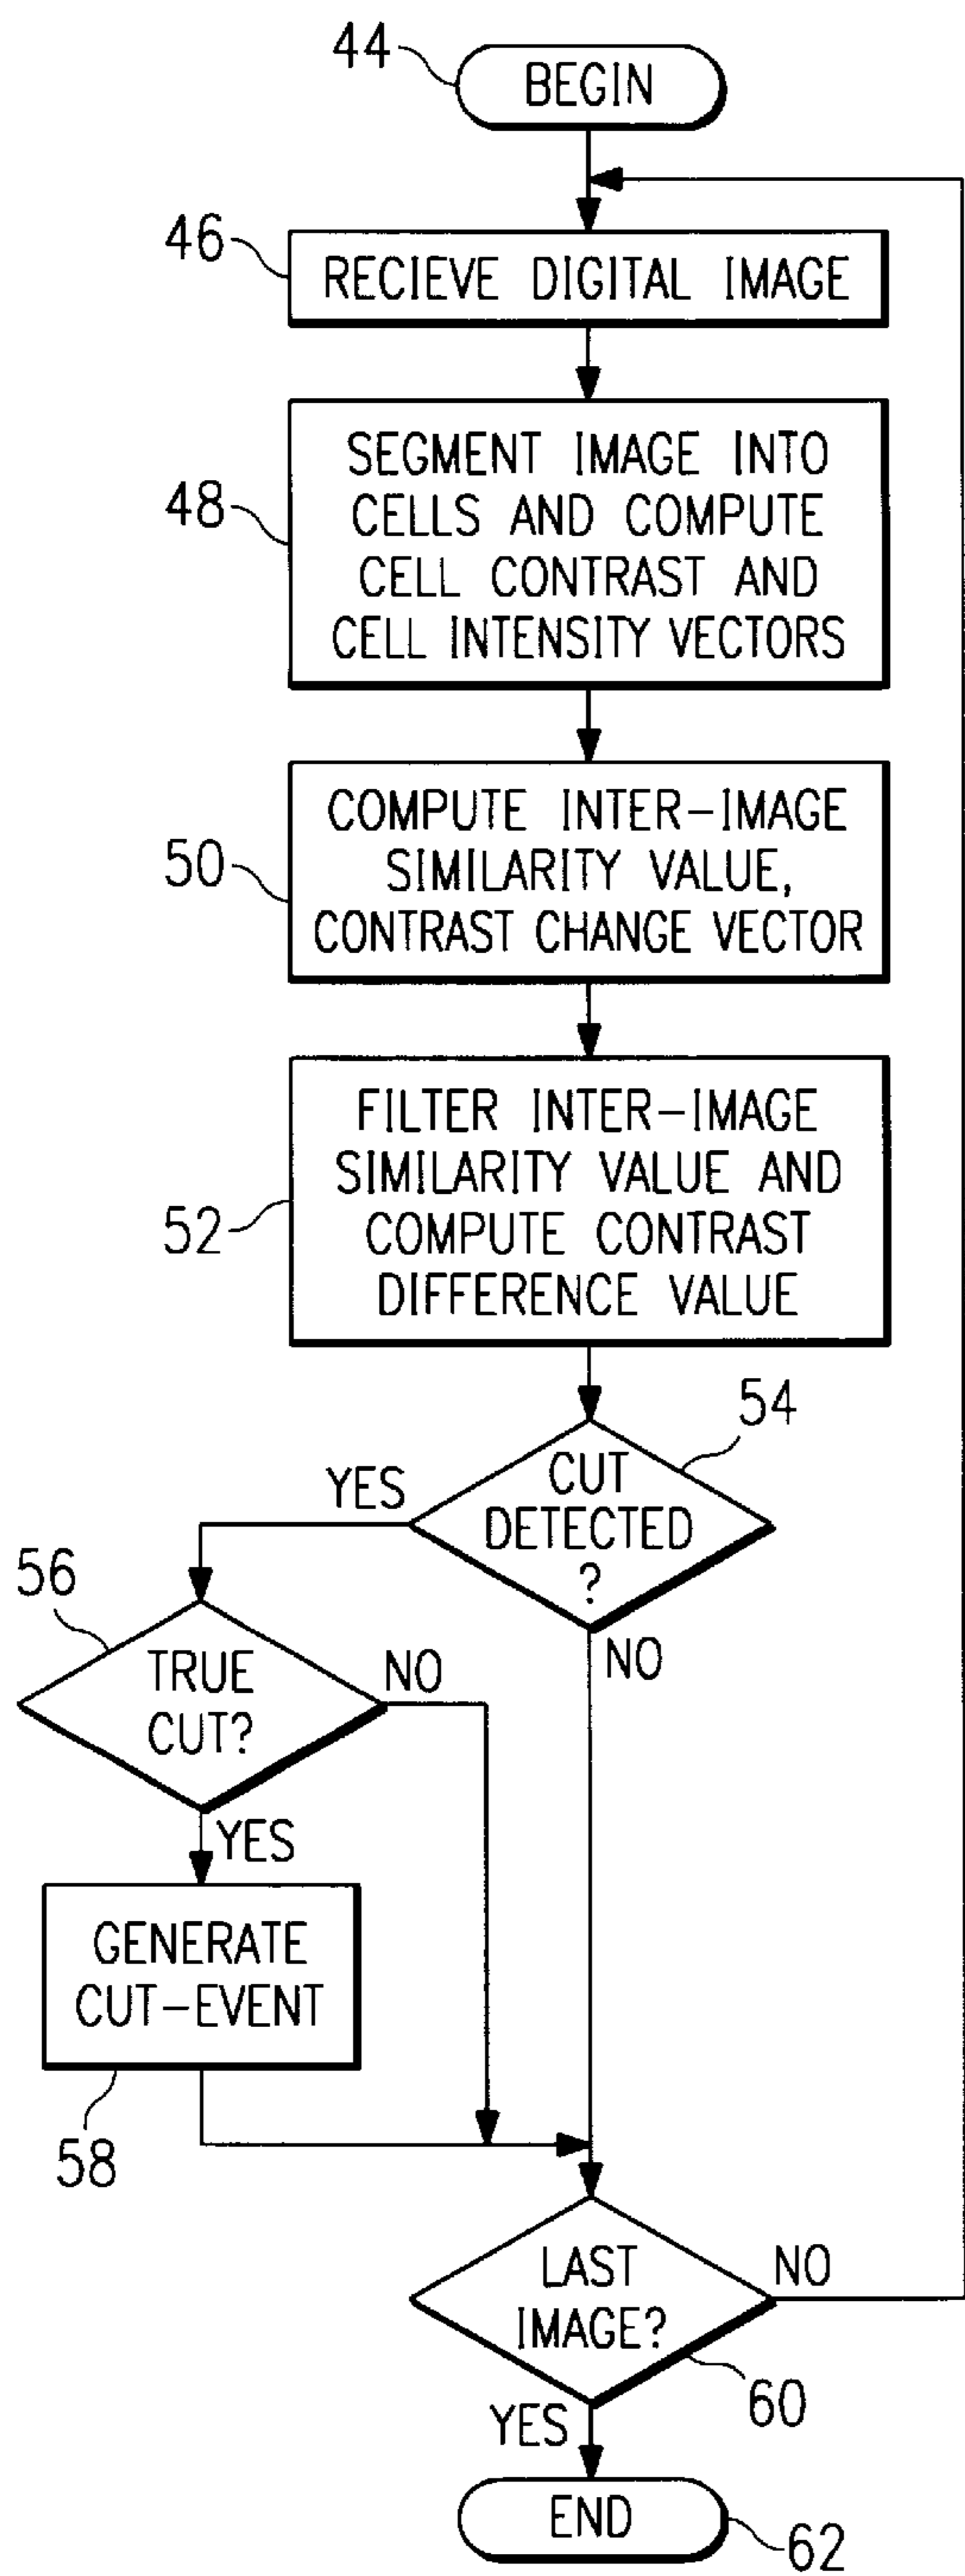 44
BEGIN
46
RECIEVE DIGITAL IMAGE
48
SEGMENT IMAGE INTO
CELLS AND COMPUTE
CELL CONTRAST AND
CELL INTENSITY VECTORS
50
COMPUTE INTER-IMAGE
SIMILARITY VALUE,
CONTRAST CHANGE VECTOR
52
FILTER INTER-IMAGE
SIMILARITY VALUE AND
COMPUTE CONTRAST
DIFFERENCE VALUE
54
CUT
DETECTED
?
YES
NO
56
TRUE
CUT?
NO
YES
GENERATE
CUT-EVENT
58
LAST
IMAGE?
NO
60
YES
END
62